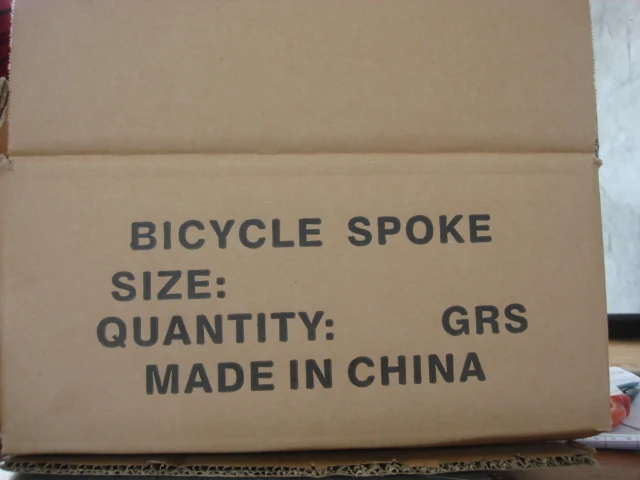 BICYCLE SPOKE
SIZE:
QUANTITY: GRS
MADE IN CHINA